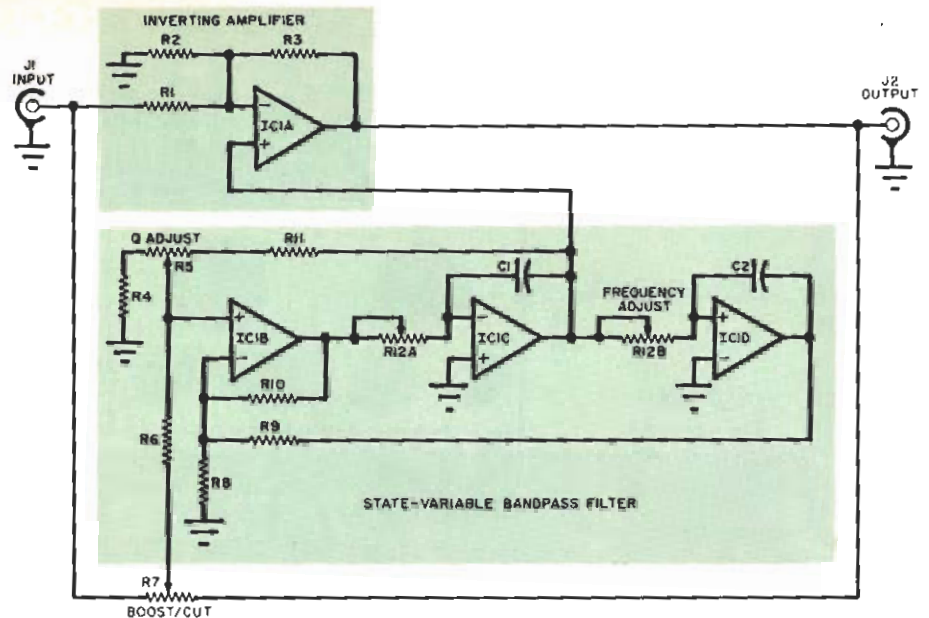 INVERTING AMPLIFIER
R2
R3
J1
INPUT
R1
−
IC1A
+
J2
OUTPUT
Q ADJUST
R11
R5
R4
C1
C2
FREQUENCY
ADJUST
+
IC1B
−
R12A
−
IC1C
+
R12B
+
IC1D
−
R10
R9
R6
R8
STATE-VARIABLE BANDPASS FILTER
R7
BOOST/CUT